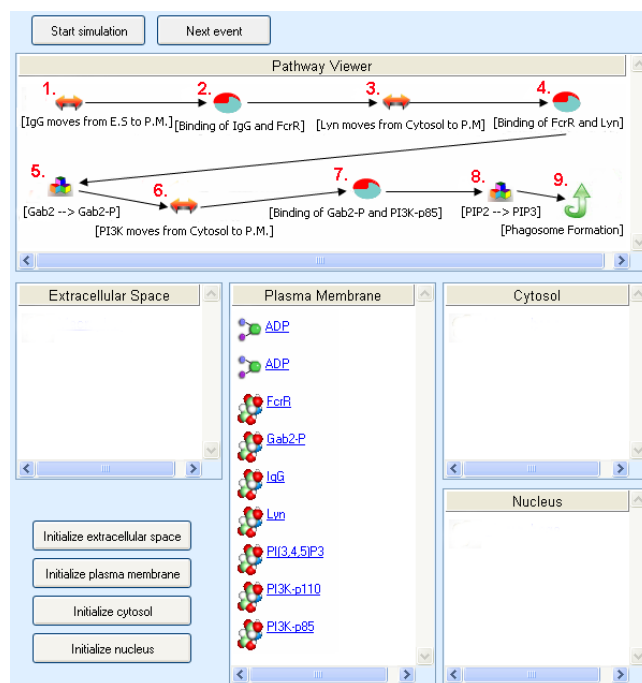 Start simulation
Next event
Pathway Viewer
1.
2.
3.
4.
[IgG moves from E.S to P.M.]
[Binding of IgG and FcrR]
[Lyn moves from Cytosol to P.M]
[Binding of FcrR and Lyn]
5.
6.
7.
8.
9.
[Gab2 --> Gab2-P]
[PI3K moves from Cytosol to P.M.]
[Binding of Gab2-P and PI3K-p85]
[PIP2 --> PIP3]
[Phagosome Formation]
Extracellular Space
Plasma Membrane
ADP
ADP
FcrR
Gab2-P
IgG
Lyn
PI(3,4,5)P3
PI3K-p110
PI3K-p85
Cytosol
Nucleus
Initialize extracellular space
Initialize plasma membrane
Initialize cytosol
Initialize nucleus